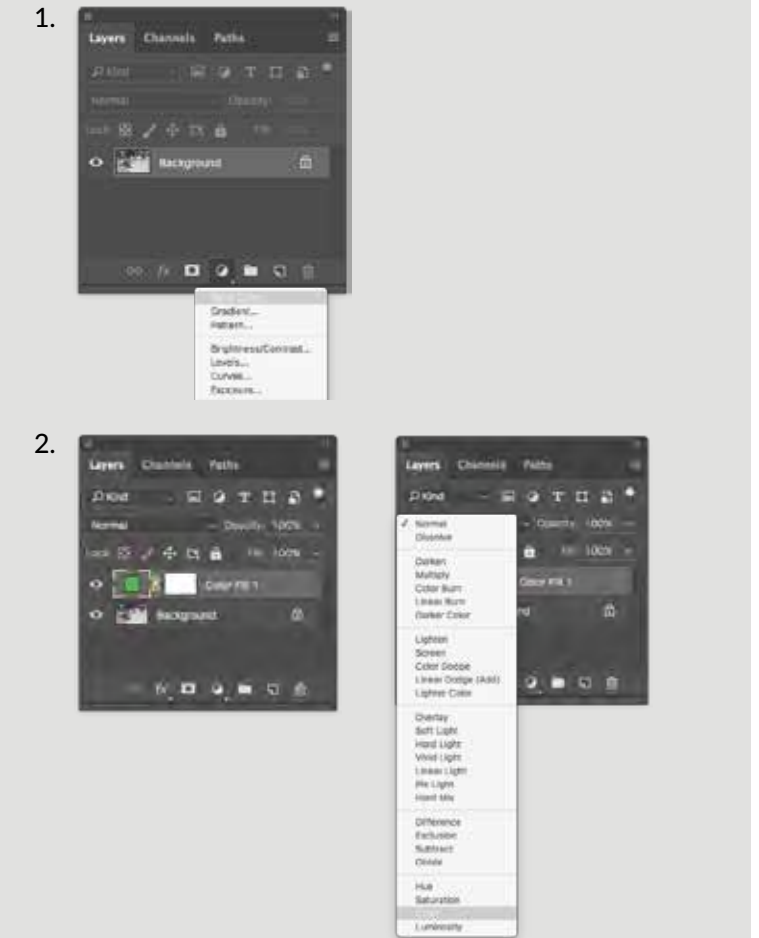 1.
Layers Channels Paths
Kind T
Normal Opacity:
Lock: Fill:
Background
fx
Gradient...
Pattern...
Brightness/Contrast...
Levels...
Curves...
Exposure...
2.
Layers Channels Paths
Kind T
Normal Opacity: 100%
Lock: Fill: 100%
Color Fill 1
Background
fx
Layers Channels Paths
Kind T
✓ Normal Opacity: 100%
Dissolve
Fill: 100%
Darken
Multiply
Color Fill 1
Color Burn
Linear Burn
Darker Color
Lighten
Screen
Color Dodge
Linear Dodge (Add)
Lighter Color
Overlay
Soft Light
Hard Light
Vivid Light
Linear Light
Pin Light
Hard Mix
Difference
Exclusion
Subtract
Divide
Hue
Saturation
Luminosity